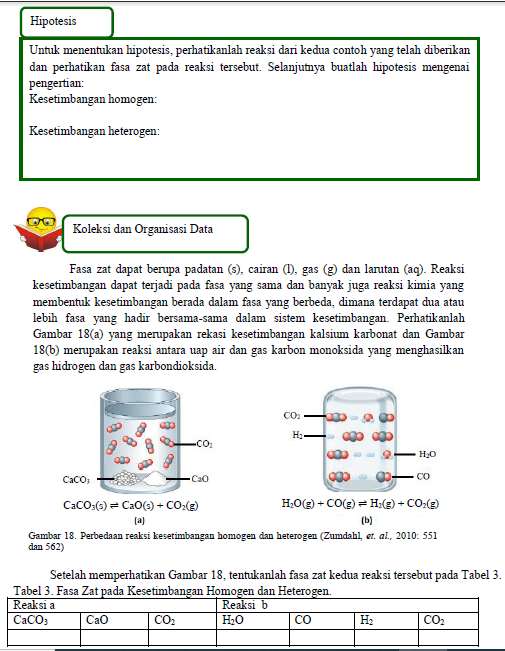 Hipotesis
Untuk menentukan hipotesis, perhatikanlah reaksi dari kedua contoh yang telah diberikan
dan perhatikan fasa zat pada reaksi tersebut. Selanjutnya buatlah hipotesis mengenai
pengertian:
Kesetimbangan homogen:
Kesetimbangan heterogen:
Koleksi dan Organisasi Data
Fasa zat dapat berupa padatan (s), cairan (l), gas (g) dan larutan (aq). Reaksi
kesetimbangan dapat terjadi pada fasa yang sama dan banyak juga reaksi kimia yang
membentuk kesetimbangan berada dalam fasa yang berbeda, dimana terdapat dua atau
lebih fasa yang hadir bersama-sama dalam sistem kesetimbangan. Perhatikanlah
Gambar 18(a) yang merupakan rekasi kesetimbangan kalsium karbonat dan Gambar
18(b) merupakan reaksi antara uap air dan gas karbon monoksida yang menghasilkan
gas hidrogen dan gas karbondioksida.
CO₂
CaCO₃
CaO
CaCO₃(s) ⇌ CaO(s) + CO₂(g)
(a)
CO₂
H₂
H₂O
CO
H₂O(g) + CO(g) ⇌ H₂(g) + CO₂(g)
(b)
Gambar 18. Perbedaan reaksi kesetimbangan homogen dan heterogen (Zumdahl, et. al., 2010: 551
dan 562)
Setelah memperhatikan Gambar 18, tentukanlah fasa zat kedua reaksi tersebut pada Tabel 3.
Tabel 3. Fasa Zat pada Kesetimbangan Homogen dan Heterogen.
Reaksi a Reaksi b
CaCO₃ CaO CO₂ H₂O CO H₂ CO₂